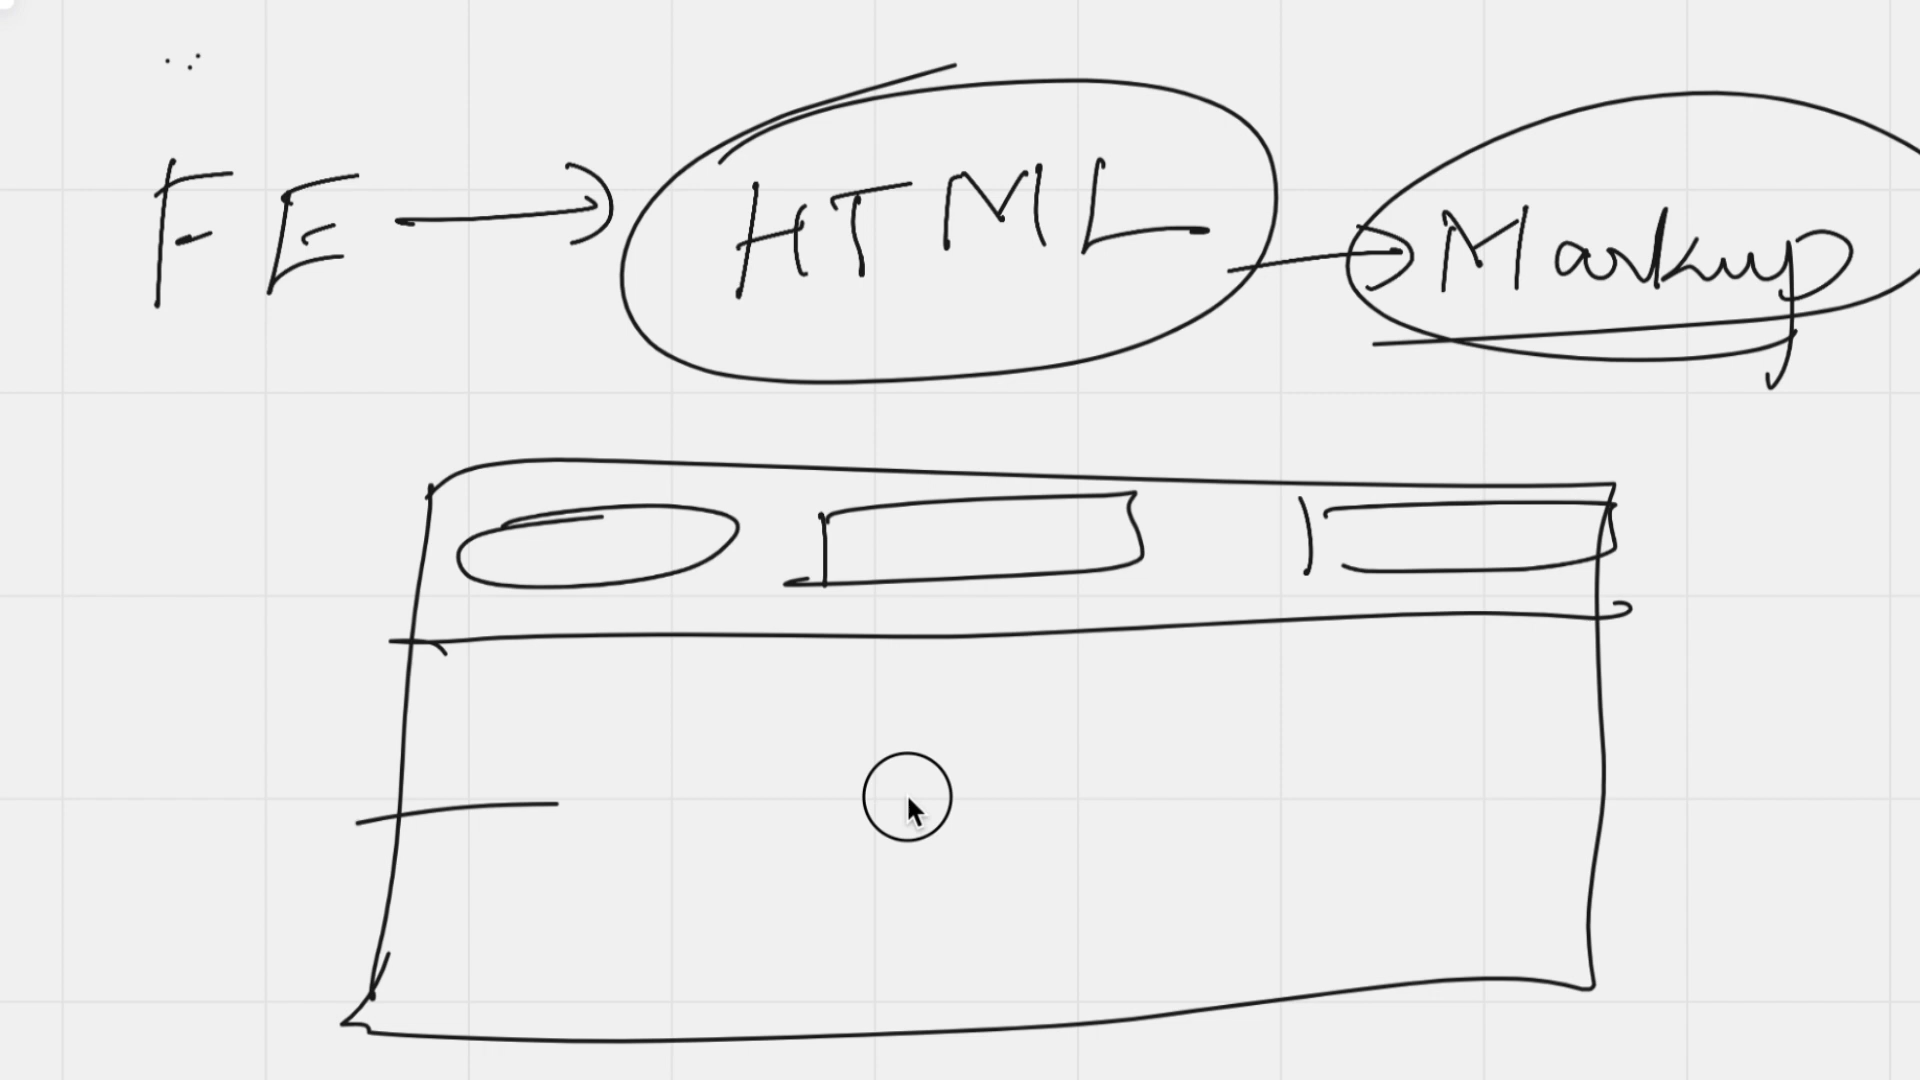 FE → HTML → Markup